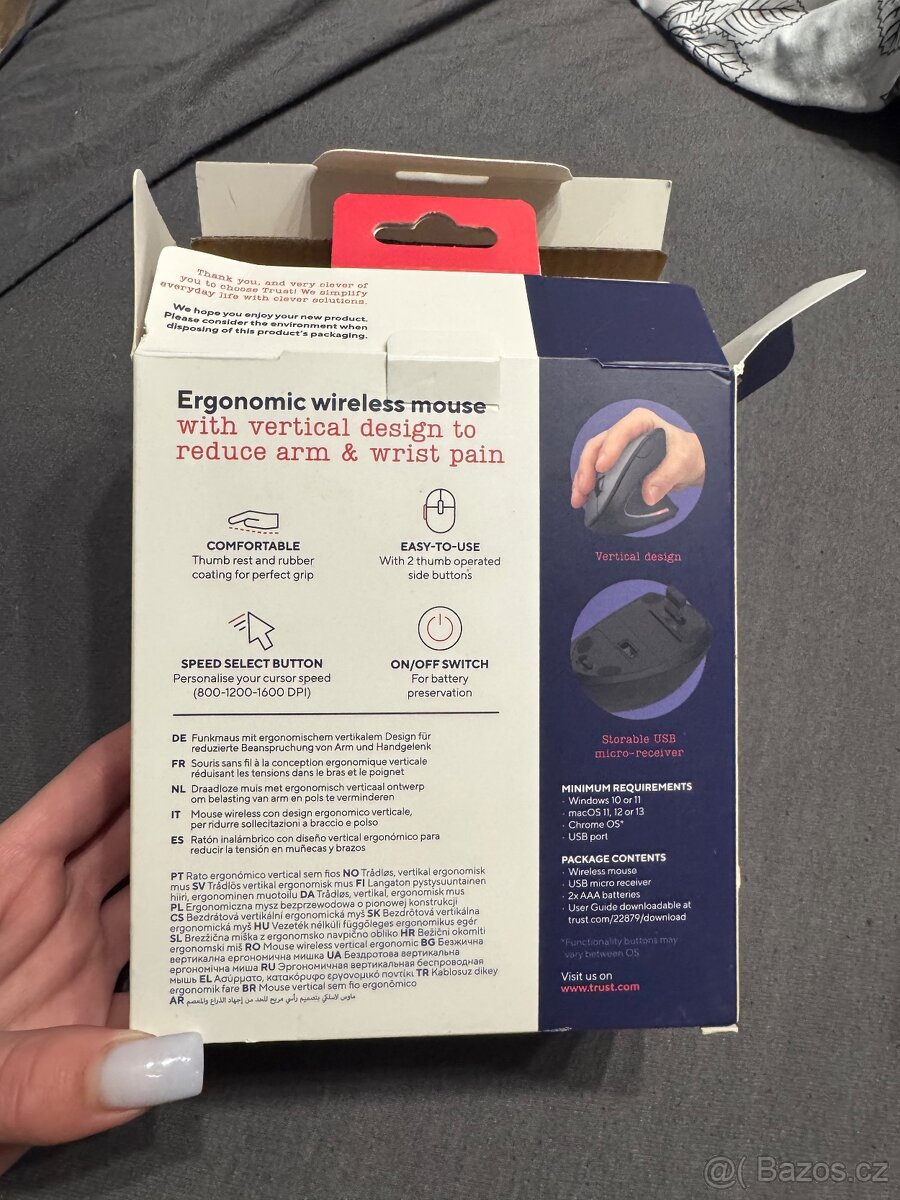 Thank you, and very clever of
you to choose Trust! We simplify
everyday life with clever solutions.
We hope you enjoy your new product.
Please consider the environment when
disposing of this product's packaging.
Ergonomic wireless mouse
with vertical design to
reduce arm & wrist pain
COMFORTABLE
Thumb rest and rubber
coating for perfect grip
EASY-TO-USE
With 2 thumb operated
side buttons
SPEED SELECT BUTTON
Personalise your cursor speed
(800-1200-1600 DPI)
ON/OFF SWITCH
For battery
preservation
DE Funkmaus mit ergonomischem vertikalem Design für
reduzierte Beanspruchung von Arm und Handgelenk
FR Souris sans fil à la conception ergonomique verticale
réduisant les tensions dans le bras et le poignet
NL Draadloze muis met ergonomisch verticaal ontwerp
om belasting van arm en pols te verminderen
IT Mouse wireless con design ergonomico verticale,
per ridurre sollecitazioni a braccio e polso
ES Ratón inalámbrico con diseño vertical ergonómico para
reducir la tensión en muñecas y brazos
PT Rato ergonómico vertical sem fios NO Trådløs, vertikal ergonomisk
mus SV Trådlös vertikal ergonomisk mus FI Langaton pystysuuntainen
hiiri, ergonominen muotoilu DA Trådløs, vertikal, ergonomisk mus
PL Ergonomiczna mysz bezprzewodowa o pionowej konstrukcji
CS Bezdrátová vertikální ergonomická myš SK Bezdrôtová vertikálna
ergonomická myš HU Vezeték nélküli függőleges ergonomikus egér
SL Brezžična miška z ergonomsko navpično obliko HR Bežični okomiti
ergonomski miš RO Mouse wireless vertical ergonomic BG Безжична
вертикална ергономична мишка UA Бездротова вертикальна
ергономічна миша RU Эргономичная вертикальная беспроводная
мышь EL Ασύρματο, κατακόρυφο εργονομικό ποντίκι TR Kablosuz dikey
ergonomik fare BR Mouse vertical sem fio ergonômico
AR ماوس لاسلكي بتصميم رأسي مريح للحد من إجهاد الذراع والمعصم
Vertical design
Storable USB
micro-receiver
MINIMUM REQUIREMENTS
· Windows 10 or 11
· macOS 11, 12 or 13
· Chrome OS*
· USB port
PACKAGE CONTENTS
· Wireless mouse
· USB micro receiver
· 2x AAA batteries
· User Guide downloadable at
trust.com/22879/download
*Functionality buttons may
vary between OS
Visit us on
www.trust.com
@( Bazos.cz